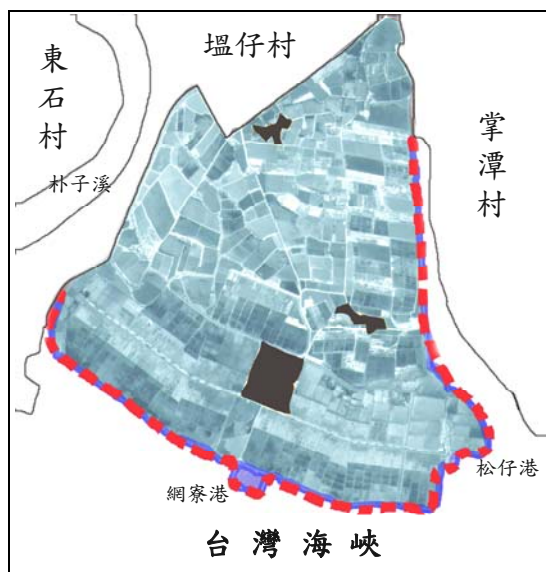 塭仔村
東石村
掌潭村
朴子溪
松仔港
網寮港
台灣海峽